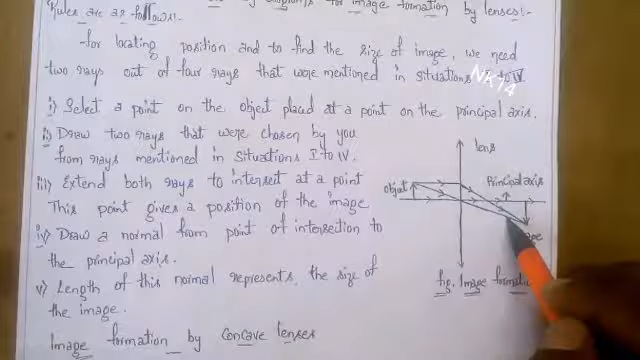 Rules are as follows:
for image formation by lenses:-
For locating position and to find the size of image, we need
two rays out of four rays that were mentioned in situations to IV.
NK14
i) Select a point on the object placed at a point on the principal axis.
ii) Draw two rays that were chosen by you
from rays mentioned in situations I to IV.
iii) Extend both rays to intersect at a point
This point gives a position of the image
iv) Draw a normal from point of intersection to
the principal axis.
v) Length of this normal represents, the size of
the image.
Image formation by Concave lenses
lens
Principal axis
Object
fig. Image